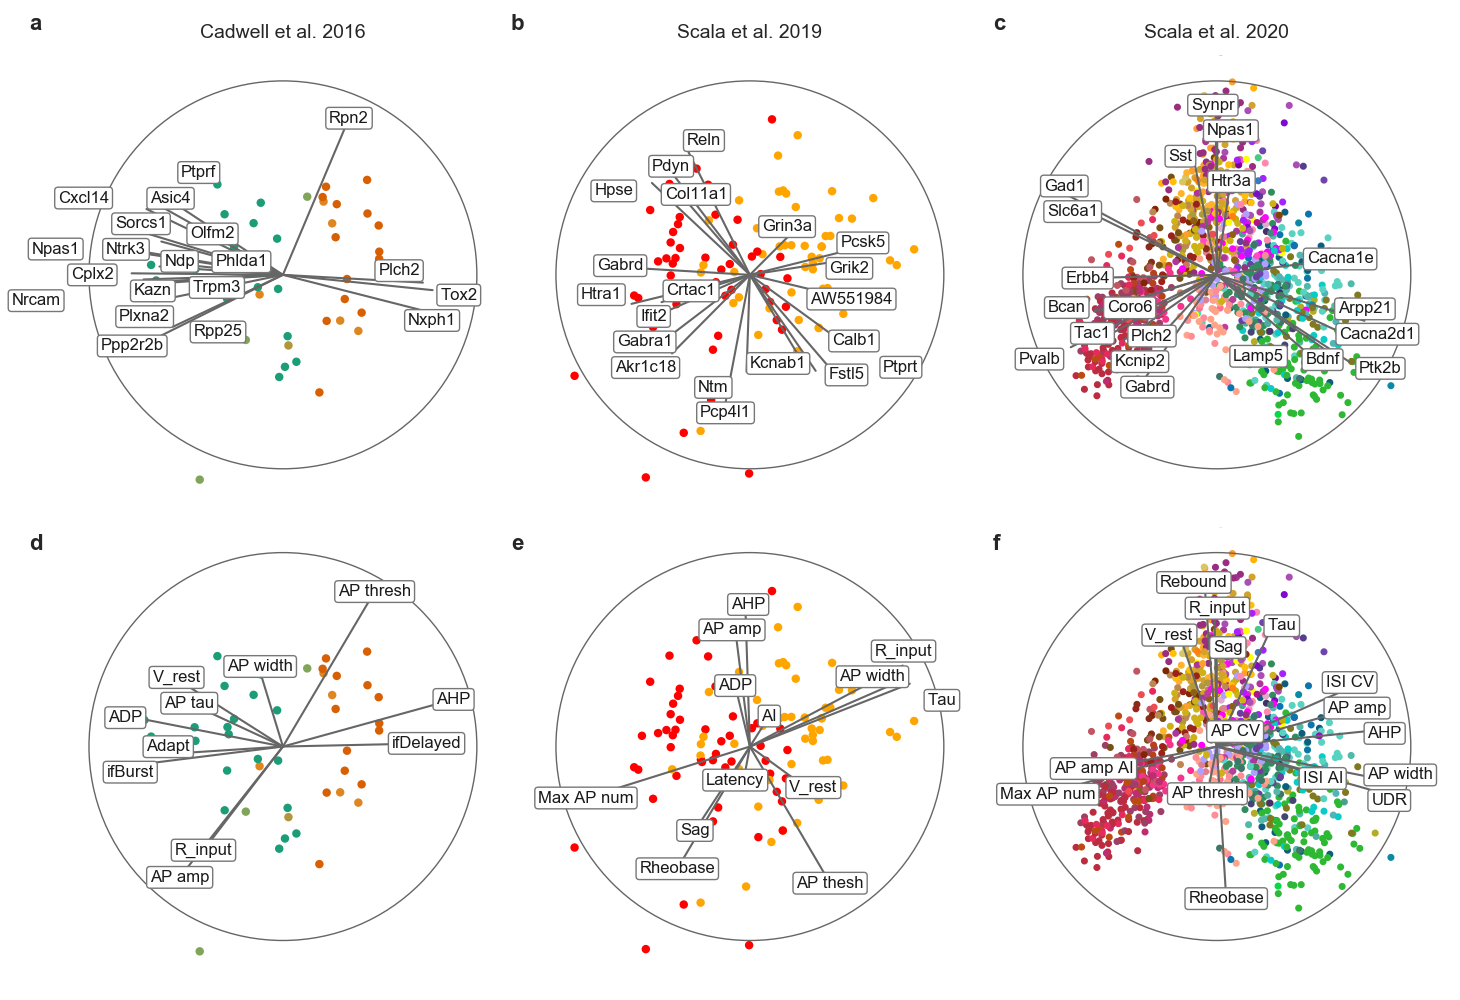 a
Cadwell et al. 2016
Rpn2
Ptprf
Cxcl14
Asic4
Sorcs1
Olfm2
Npas1
Ntrk3
Ndp
Phlda1
Plch2
Cplx2
Kazn
Trpm3
Tox2
Nrcam
Plxna2
Nxph1
Rpp25
Ppp2r2b
b
Scala et al. 2019
Reln
Pdyn
Hpse
Col11a1
Grin3a
Pcsk5
Gabrd
Grik2
Htra1
Crtac1
AW551984
Ifit2
Gabra1
Calb1
Akr1c18
Kcnab1
Fstl5
Ptprt
Ntm
Pcp4l1
c
Scala et al. 2020
Synpr
Npas1
Sst
Gad1
Htr3a
Slc6a1
Cacna1e
Erbb4
Bcan
Coro6
Arpp21
Tac1
Plch2
Cacna2d1
Pvalb
Kcnip2
Lamp5
Bdnf
Ptk2b
Gabrd
d
AP thresh
AP width
V_rest
AP tau
AHP
ADP
Adapt
ifDelayed
ifBurst
R_input
AP amp
e
AHP
AP amp
R_input
AP width
ADP
Tau
AI
Latency
V_rest
Max AP num
Sag
Rheobase
AP thesh
f
Rebound
R_input
Tau
V_rest
Sag
ISI CV
AP amp
AP CV
AHP
AP amp AI
ISI AI
AP width
Max AP num
AP thresh
UDR
Rheobase